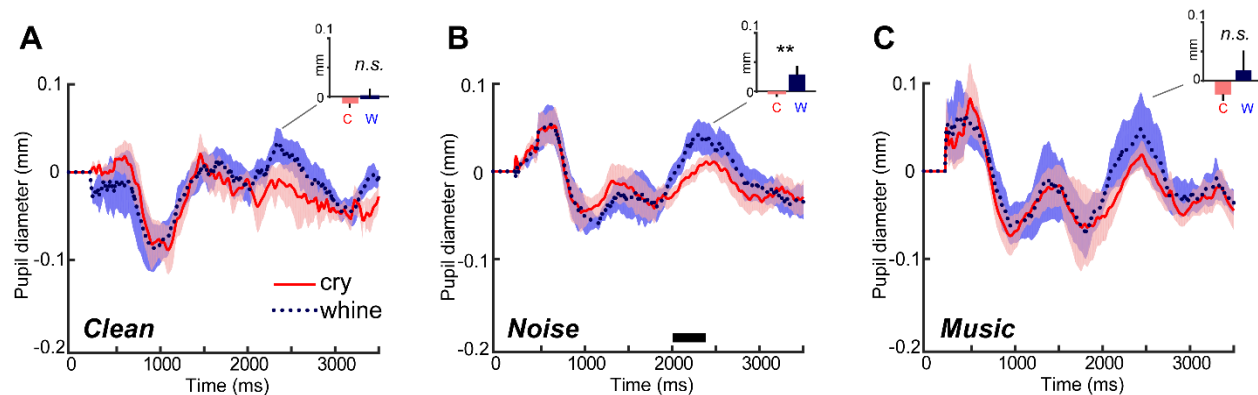 A
0.1
mm
0
n.s.
C W
0.1
0
-0.1
-0.2
Pupil diameter (mm)
cry
whine
Clean
0 1000 2000 3000
Time (ms)
B
0.1
mm
0
**
C W
0.1
0
-0.1
-0.2
Pupil diameter (mm)
Noise
0 1000 2000 3000
Time (ms)
C
0.1
mm
0
n.s.
C W
0.1
0
-0.1
-0.2
Pupil diameter (mm)
Music
0 1000 2000 3000
Time (ms)